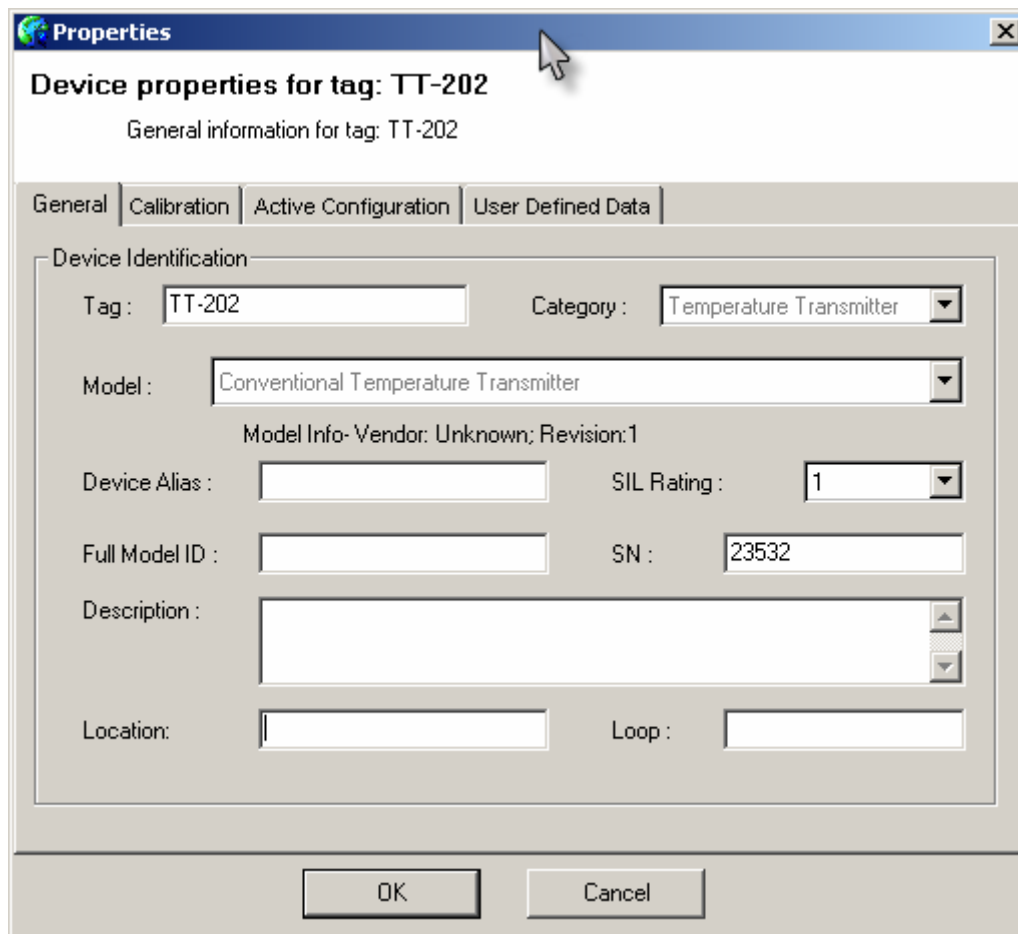 Properties
Device properties for tag: TT-202
General information for tag: TT-202
General Calibration Active Configuration User Defined Data
Device Identification
Tag : TT-202 Category : Temperature Transmitter
Model : Conventional Temperature Transmitter
Model Info- Vendor: Unknown; Revision:1
Device Alias : SIL Rating : 1
Full Model ID : SN : 23532
Description :
Location: Loop :
OK Cancel